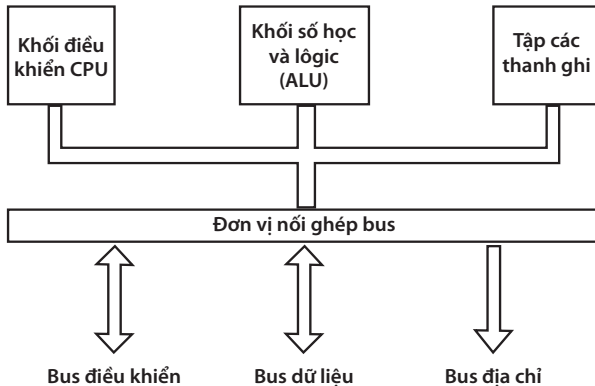 Khối điều
khiển CPU
Khối số học
và lôgic
(ALU)
Tập các
thanh ghi
Đơn vị nối ghép bus
Bus điều khiển
Bus dữ liệu
Bus địa chỉ